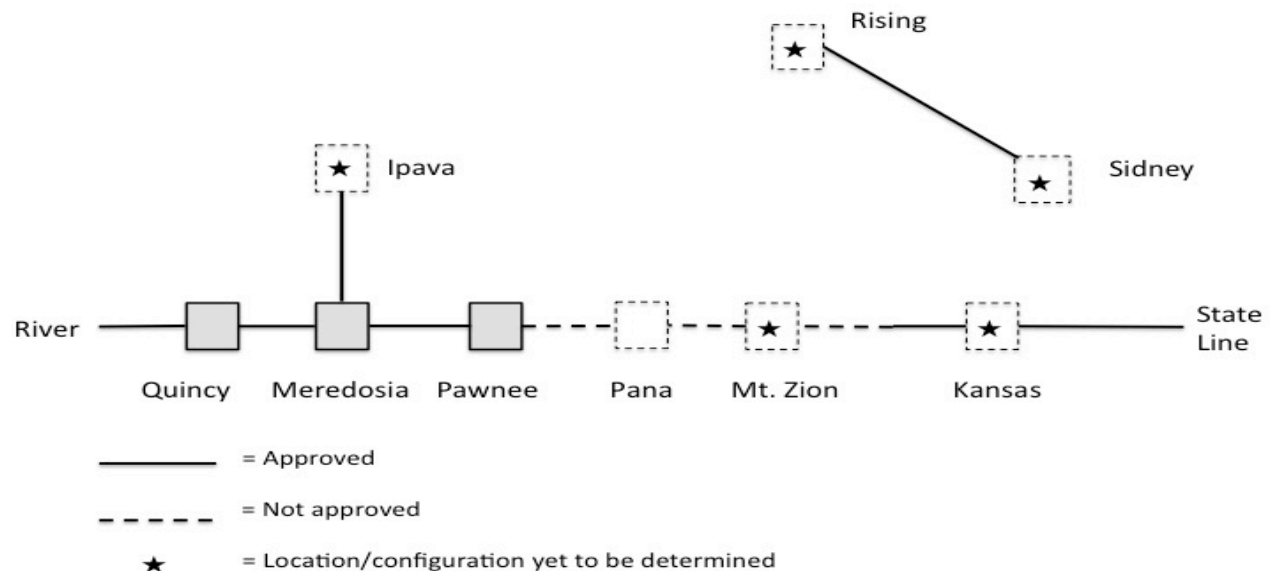 Rising
Ipava
Sidney
River
State
Line
Quincy
Meredosia
Pawnee
Pana
Mt. Zion
Kansas
= Approved
= Not approved
= Location/configuration yet to be determined